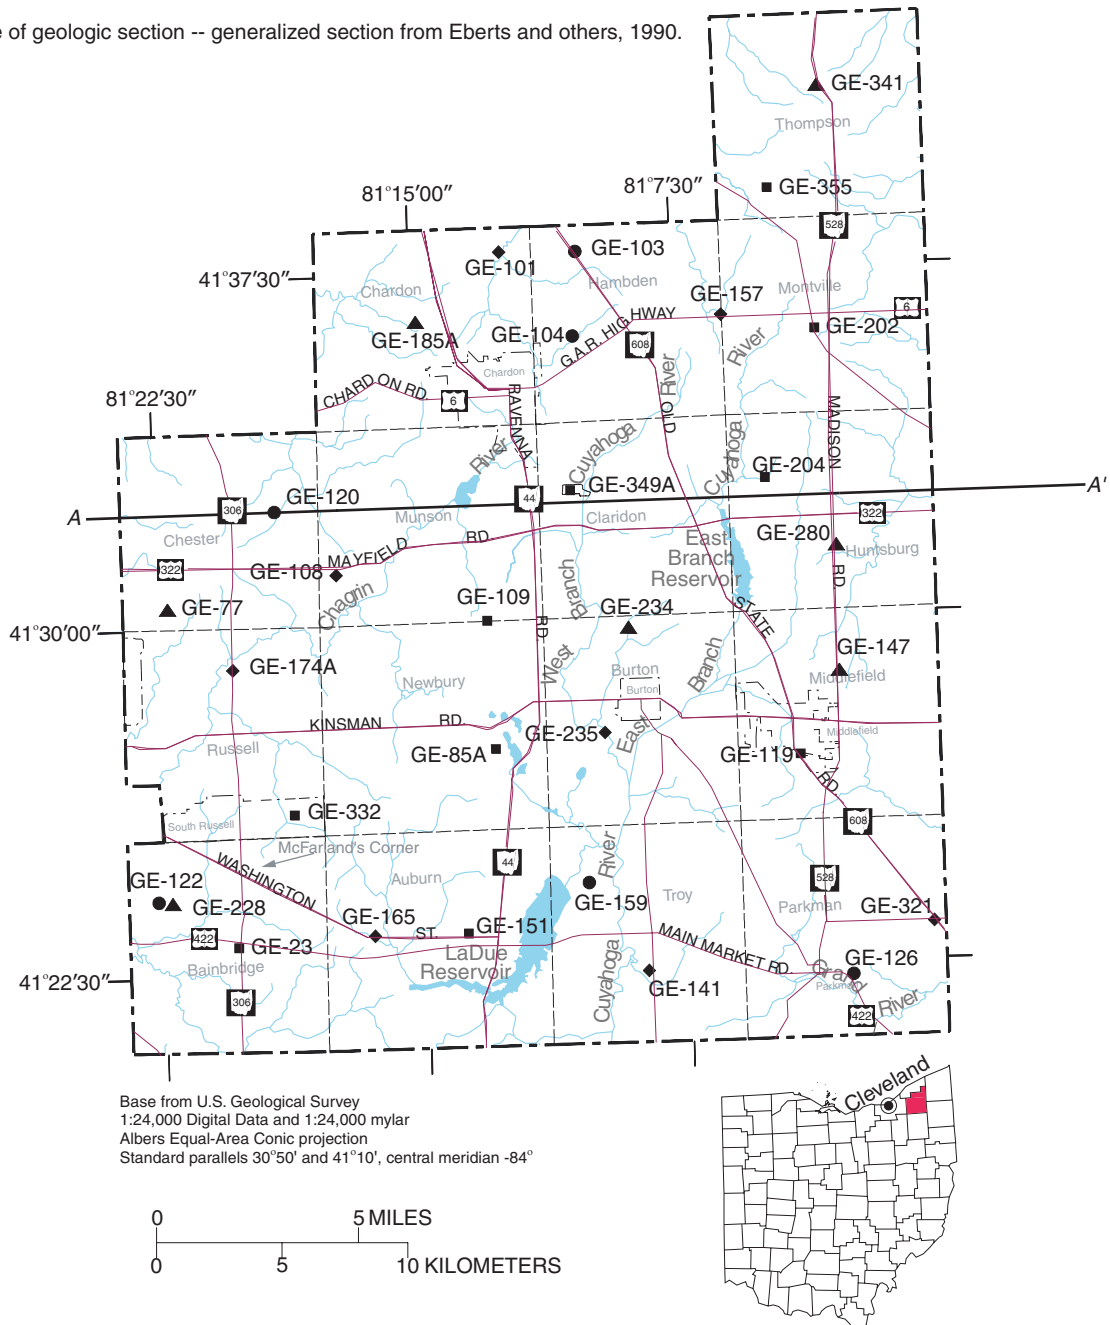 e of geologic section -- generalized section from Eberts and others, 1990.
GE-341
Thompson
GE-355
81°15'00"
81°7'30"
528
GE-101
GE-103
41°37'30"
Chardon
Hambden
GE-157
Montville
6
GE-185A
GE-104
G.A.R. HIGHWAY
GE-202
608
Chardon
CHARDON RD.
6
RAVENNA
River
OLD
River
MADISON
81°22'30"
River
Cuyahoga
Cuyahoga
GE-204
A'
GE-120
GE-349A
306
44
A
Munson
Claridon
322
Chester
MAYFIELD
RD.
East
Branch
Reservoir
GE-280
Huntsburg
322
GE-108
RD
GE-77
Chagrin
GE-109
Branch
GE-234
STATE
41°30'00"
RD
GE-147
GE-174A
West
Burton
Branch
Middlefield
Newbury
Burton
KINSMAN
RD.
GE-235
East
Middlefield
Russell
GE-85A
GE-119
RD.
GE-332
South Russell
608
McFarland's Corner
WASHINGTON
44
River
GE-122
Auburn
528
GE-228
GE-159
Troy
Parkman
GE-165
ST.
GE-151
GE-321
422
GE-23
LaDue
Reservoir
MAIN MARKET RD.
GE-126
Bainbridge
Cuyahoga
Grand
41°22'30"
GE-141
Parkman
River
306
422
Base from U.S. Geological Survey
1:24,000 Digital Data and 1:24,000 mylar
Albers Equal-Area Conic projection
Standard parallels 30°50' and 41°10', central meridian -84°
Cleveland
0 5 MILES
0 5 10 KILOMETERS